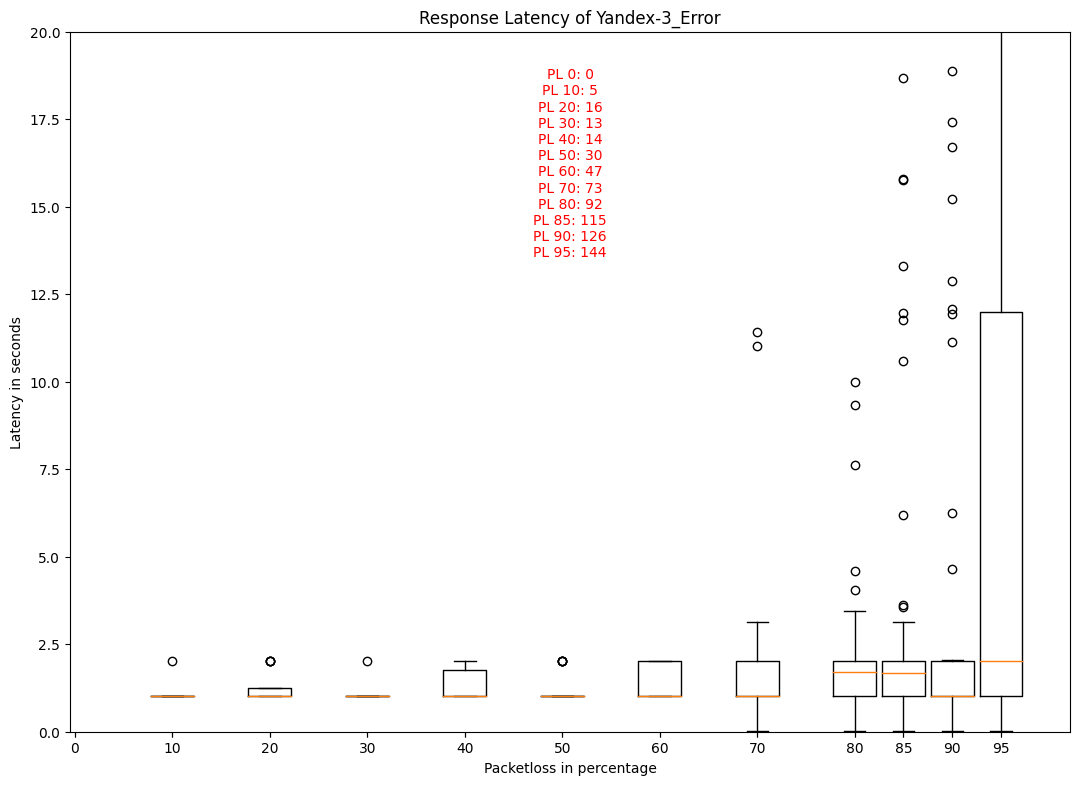 Response Latency of Yandex-3_Error
20.0
17.5
15.0
12.5
10.0
7.5
5.0
2.5
0.0
Latency in seconds
PL 0: 0
PL 10: 5
PL 20: 16
PL 30: 13
PL 40: 14
PL 50: 30
PL 60: 47
PL 70: 73
PL 80: 92
PL 85: 115
PL 90: 126
PL 95: 144
0 10 20 30 40 50 60 70 80 85 90 95
Packetloss in percentage